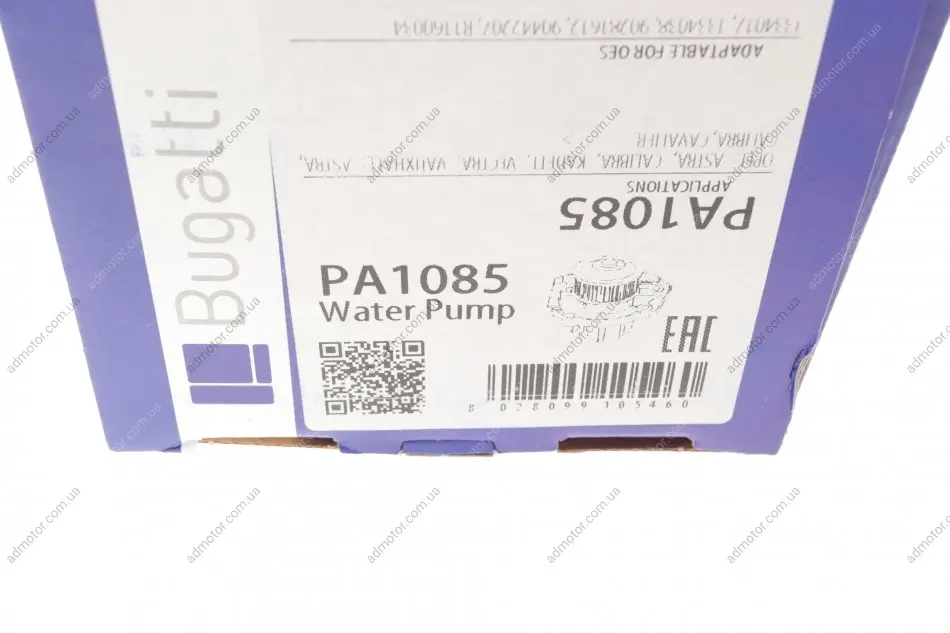 Bugatti
PA1085
Water Pump
EAC
8 028099 105460
PA1085
APPLICATIONS
OPEL: ASTRA, CALIBRA, KADETT, VECTRA; VAUXHALL: ASTRA,
CALIBRA, CAVALIER
ADAPTABLE FOR OES
1334017, 1334038, 90281612, 90442207, R1160034
admotor.com.ua